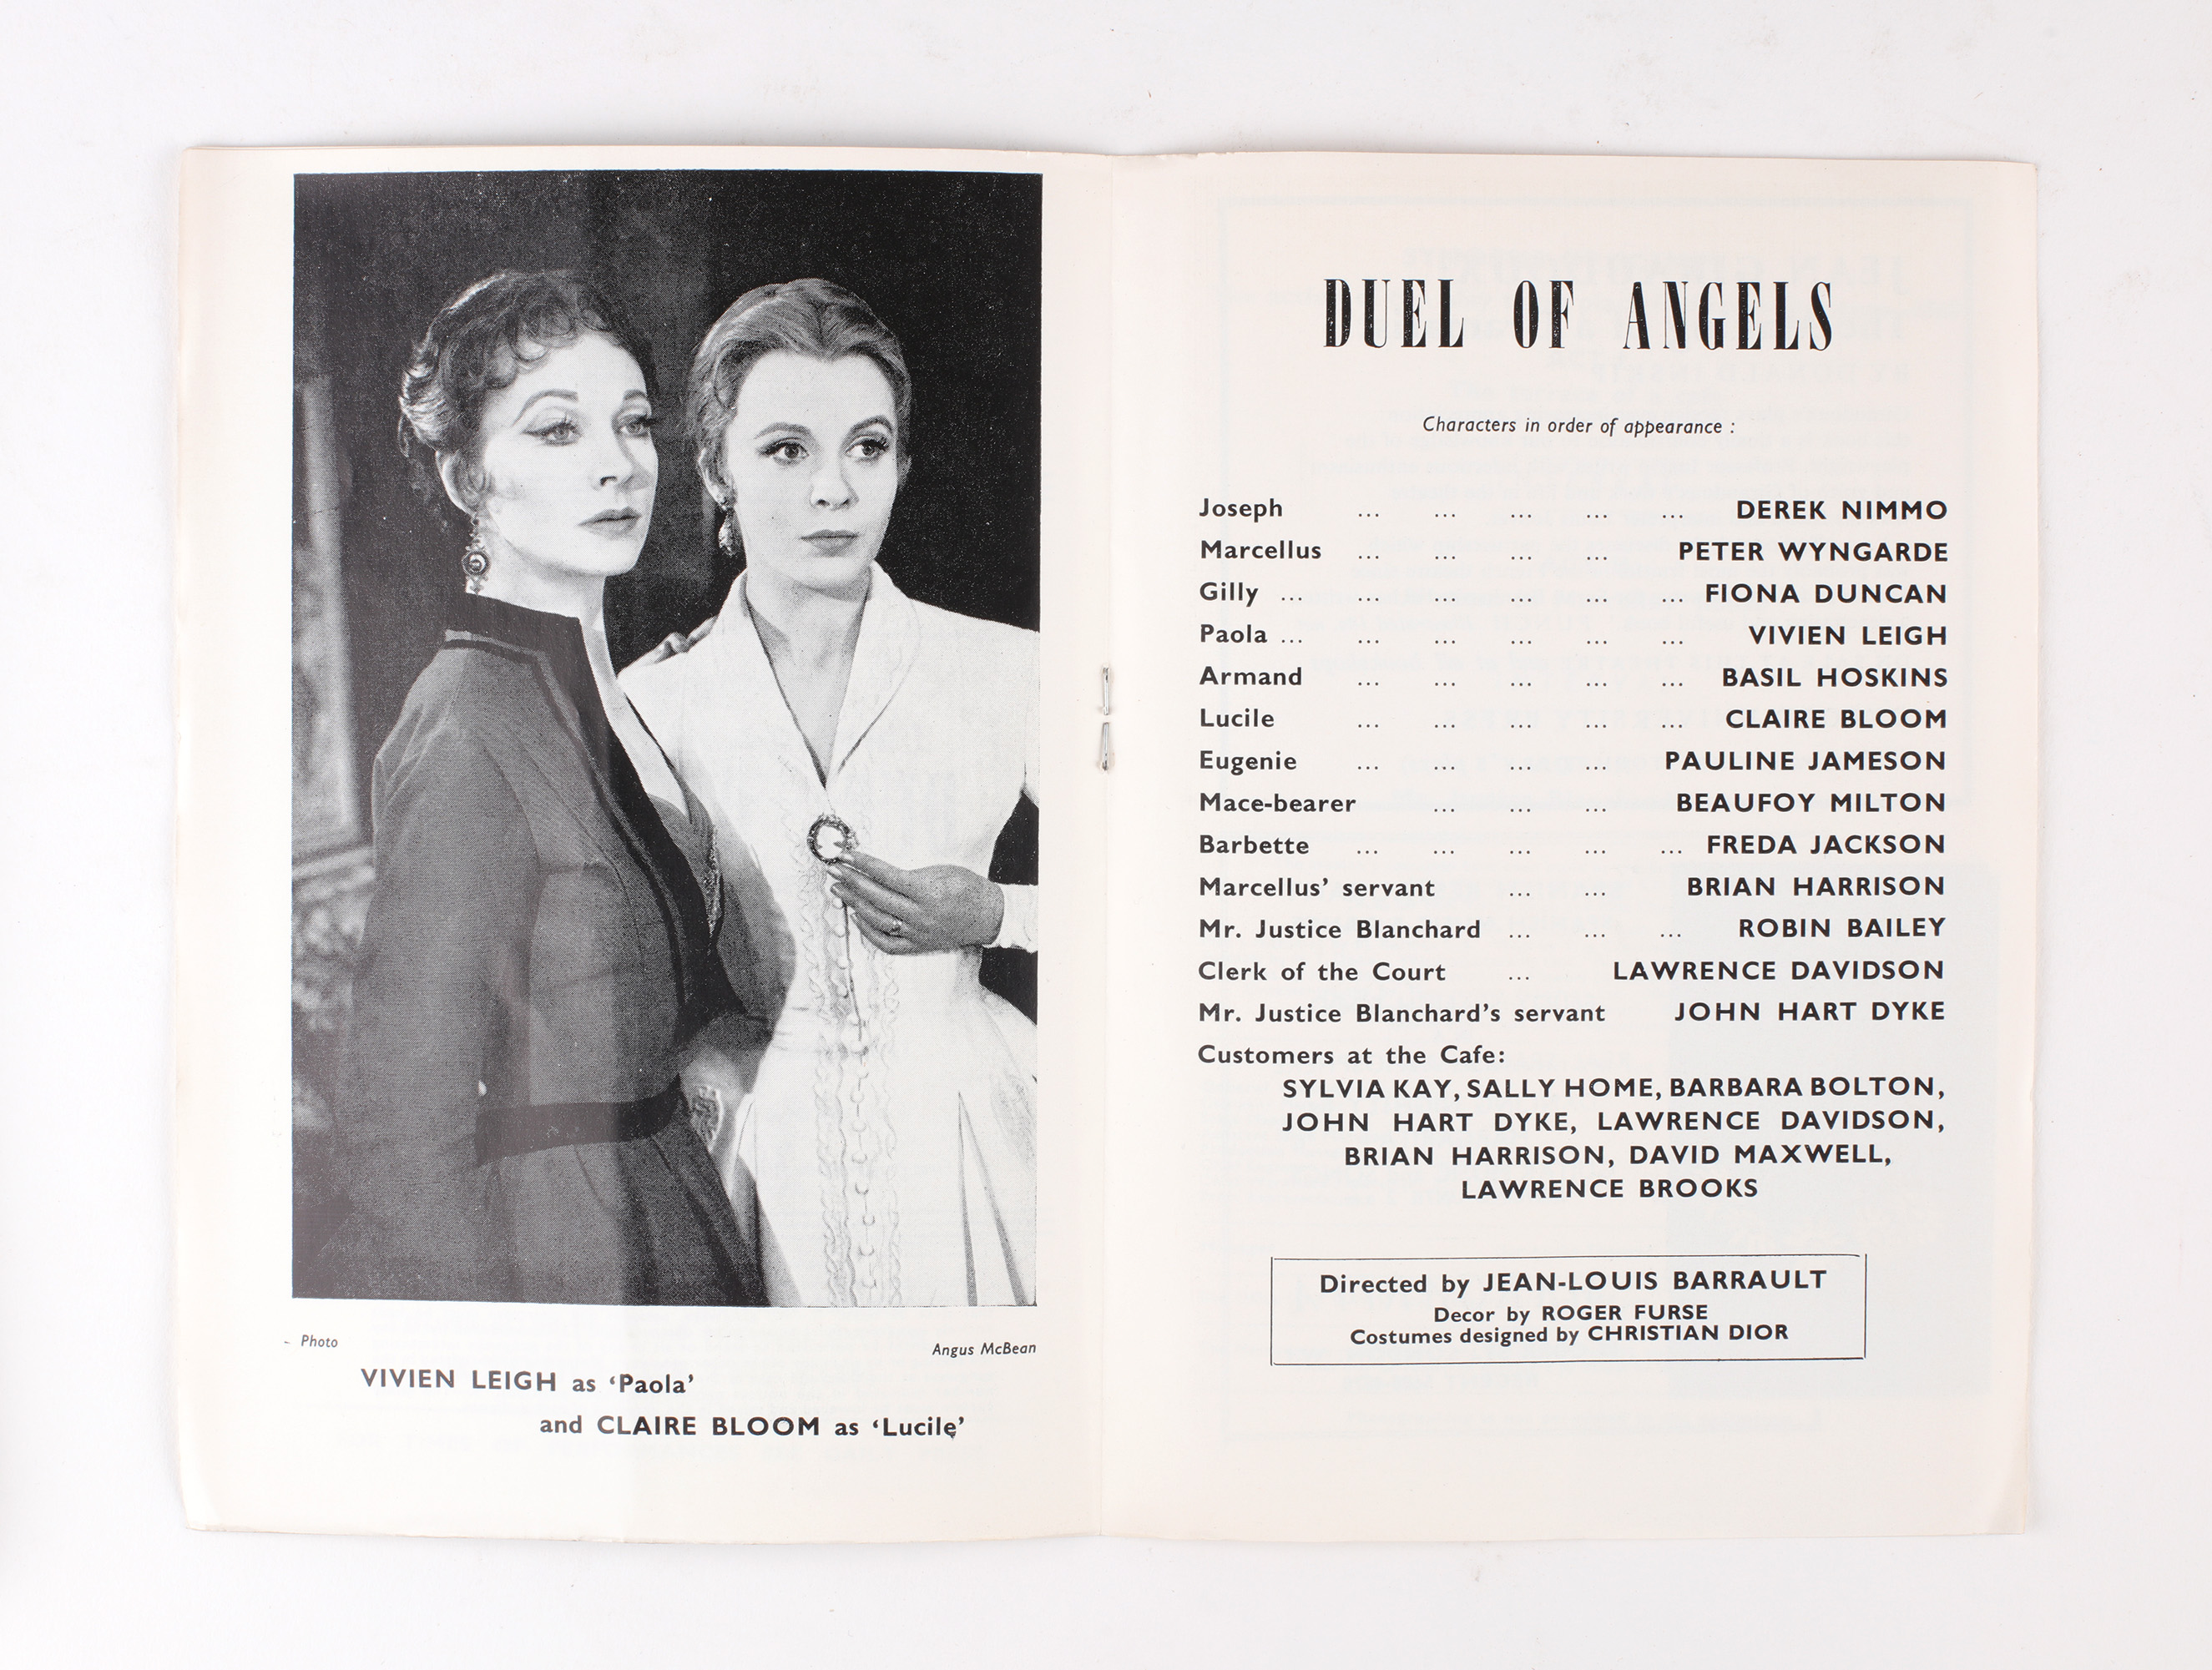 - Photo
Angus McBean
VIVIEN LEIGH as ‘Paola’
and CLAIRE BLOOM as ‘Lucile’
DUEL OF ANGELS
Characters in order of appearance :
Joseph ... ... ... ... ... DEREK NIMMO
Marcellus ... ... ... ... PETER WYNGARDE
Gilly ... ... ... ... ... ... FIONA DUNCAN
Paola ... ... ... ... ... ... VIVIEN LEIGH
Armand ... ... ... ... ... BASIL HOSKINS
Lucile ... ... ... ... ... CLAIRE BLOOM
Eugenie ... ... ... ... PAULINE JAMESON
Mace-bearer ... ... ... BEAUFOY MILTON
Barbette ... ... ... ... ... FREDA JACKSON
Marcellus’ servant ... ... BRIAN HARRISON
Mr. Justice Blanchard ... ... ... ROBIN BAILEY
Clerk of the Court ... LAWRENCE DAVIDSON
Mr. Justice Blanchard’s servant JOHN HART DYKE
Customers at the Cafe:
SYLVIA KAY, SALLY HOME, BARBARA BOLTON,
JOHN HART DYKE, LAWRENCE DAVIDSON,
BRIAN HARRISON, DAVID MAXWELL,
LAWRENCE BROOKS
Directed by JEAN-LOUIS BARRAULT
Decor by ROGER FURSE
Costumes designed by CHRISTIAN DIOR